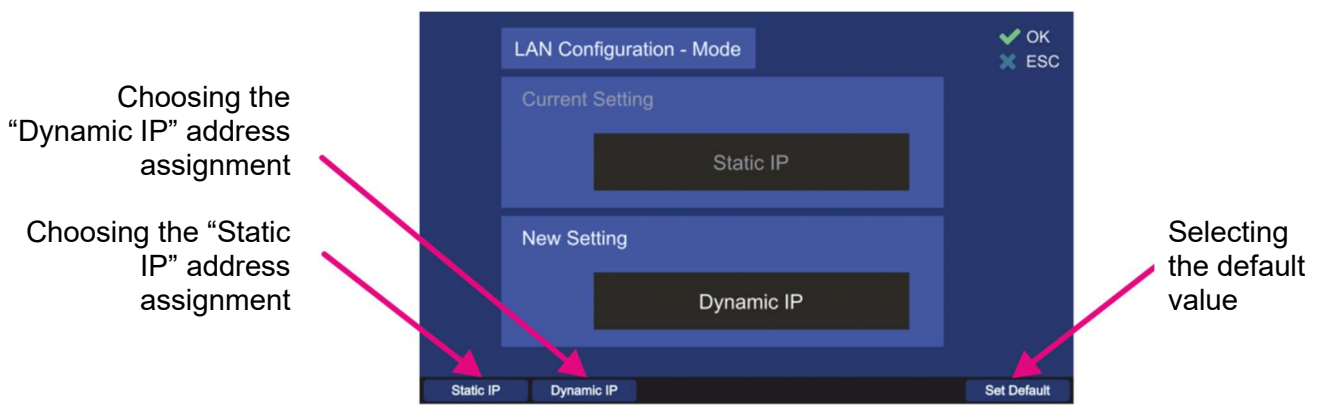 Choosing the
“Dynamic IP” address
assignment
Choosing the “Static
IP” address
assignment
LAN Configuration - Mode
OK
ESC
Current Setting
Static IP
New Setting
Dynamic IP
Static IP
Dynamic IP
Set Default
Selecting
the default
value